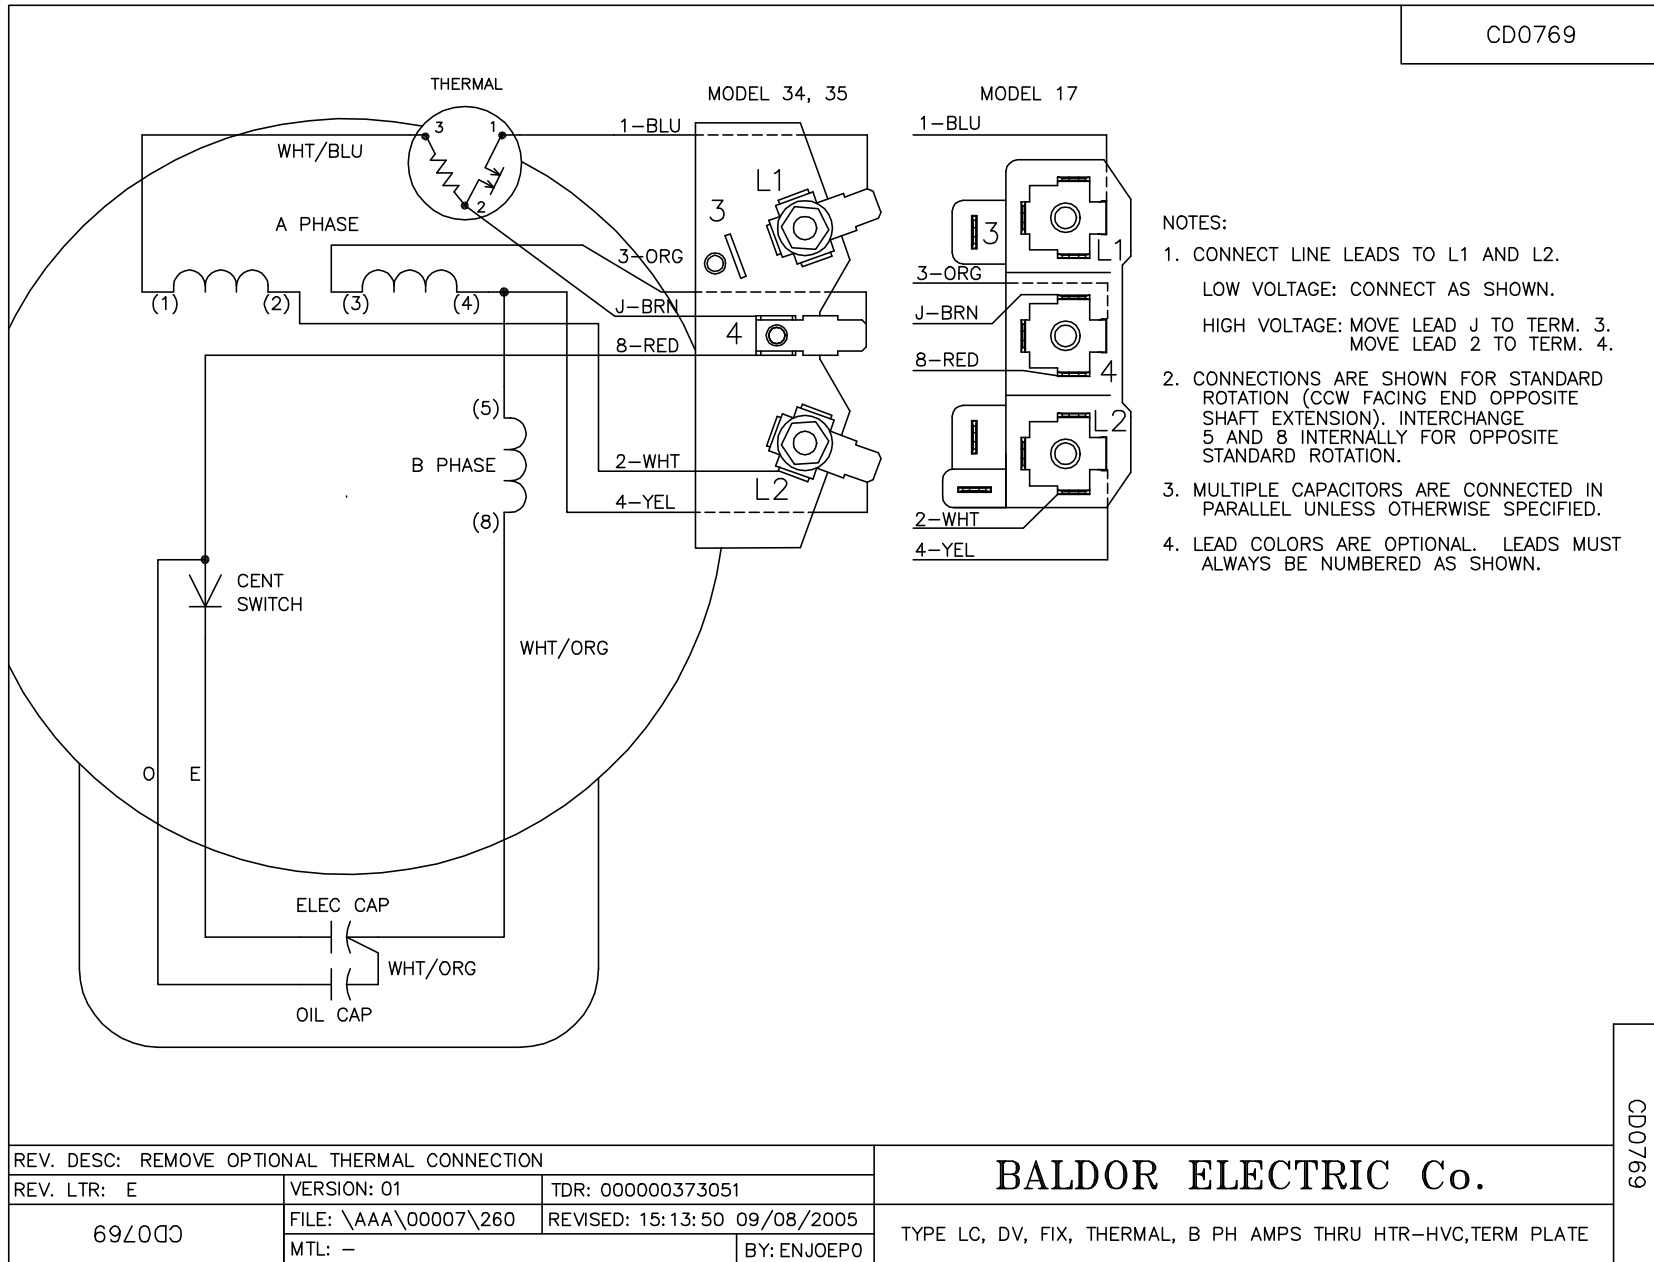 CD0769
THERMAL
MODEL 34, 35
MODEL 17
3
1
2
1-BLU
1-BLU
WHT/BLU
L1
3
A PHASE
3
L1
NOTES:
1. CONNECT LINE LEADS TO L1 AND L2.
LOW VOLTAGE: CONNECT AS SHOWN.
HIGH VOLTAGE: MOVE LEAD J TO TERM. 3.
MOVE LEAD 2 TO TERM. 4.
2. CONNECTIONS ARE SHOWN FOR STANDARD
ROTATION (CCW FACING END OPPOSITE
SHAFT EXTENSION). INTERCHANGE
5 AND 8 INTERNALLY FOR OPPOSITE
STANDARD ROTATION.
3. MULTIPLE CAPACITORS ARE CONNECTED IN
PARALLEL UNLESS OTHERWISE SPECIFIED.
4. LEAD COLORS ARE OPTIONAL. LEADS MUST
ALWAYS BE NUMBERED AS SHOWN.
3-ORG
3-ORG
(1)
(2)
(3)
(4)
J-BRN
J-BRN
4
8-RED
8-RED
4
(5)
L2
B PHASE
2-WHT
L2
4-YEL
(8)
2-WHT
4-YEL
CENT
SWITCH
WHT/ORG
O
E
ELEC CAP
WHT/ORG
OIL CAP
CD0769
REV. DESC: REMOVE OPTIONAL THERMAL CONNECTION
REV. LTR: E
VERSION: 01
TDR: 000000373051
FILE: \AAA\00007\260
REVISED: 15:13:50 09/08/2005
MTL: -
BY: ENJOEPO
CD0769
BALDOR ELECTRIC Co.
TYPE LC, DV, FIX, THERMAL, B PH AMPS THRU HTR-HVC,TERM PLATE